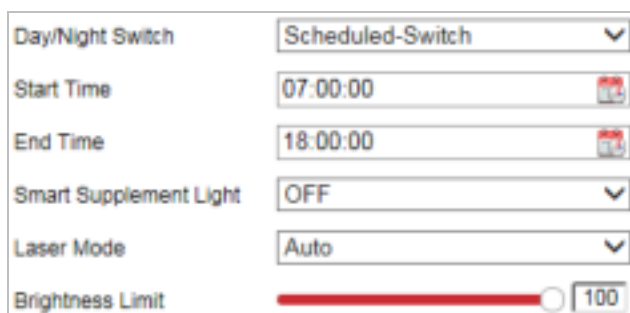 Day/Night Switch Scheduled-Switch
Start Time 07:00:00
End Time 18:00:00
Smart Supplement Light OFF
Laser Mode Auto
Brightness Limit 100